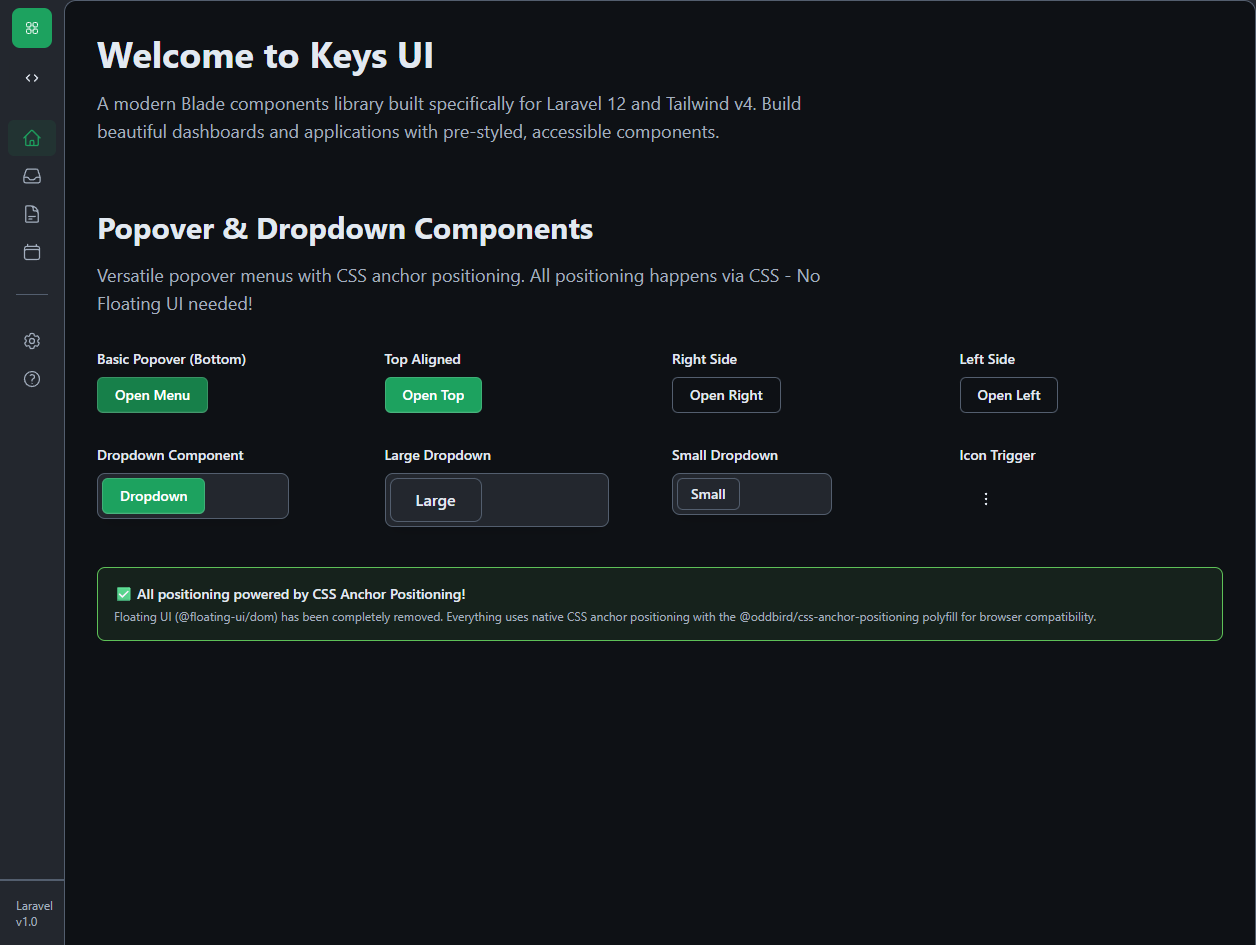 Welcome to Keys UI
A modern Blade components library built specifically for Laravel 12 and Tailwind v4. Build
beautiful dashboards and applications with pre-styled, accessible components.
Popover & Dropdown Components
Versatile popover menus with CSS anchor positioning. All positioning happens via CSS - No
Floating UI needed!
Basic Popover (Bottom)
Open Menu
Top Aligned
Open Top
Right Side
Open Right
Left Side
Open Left
Dropdown Component
Dropdown
Large Dropdown
Large
Small Dropdown
Small
Icon Trigger
✅ All positioning powered by CSS Anchor Positioning!
Floating UI (@floating-ui/dom) has been completely removed. Everything uses native CSS anchor positioning with the @oddbird/css-anchor-positioning polyfill for browser compatibility.
Laravel
v1.0